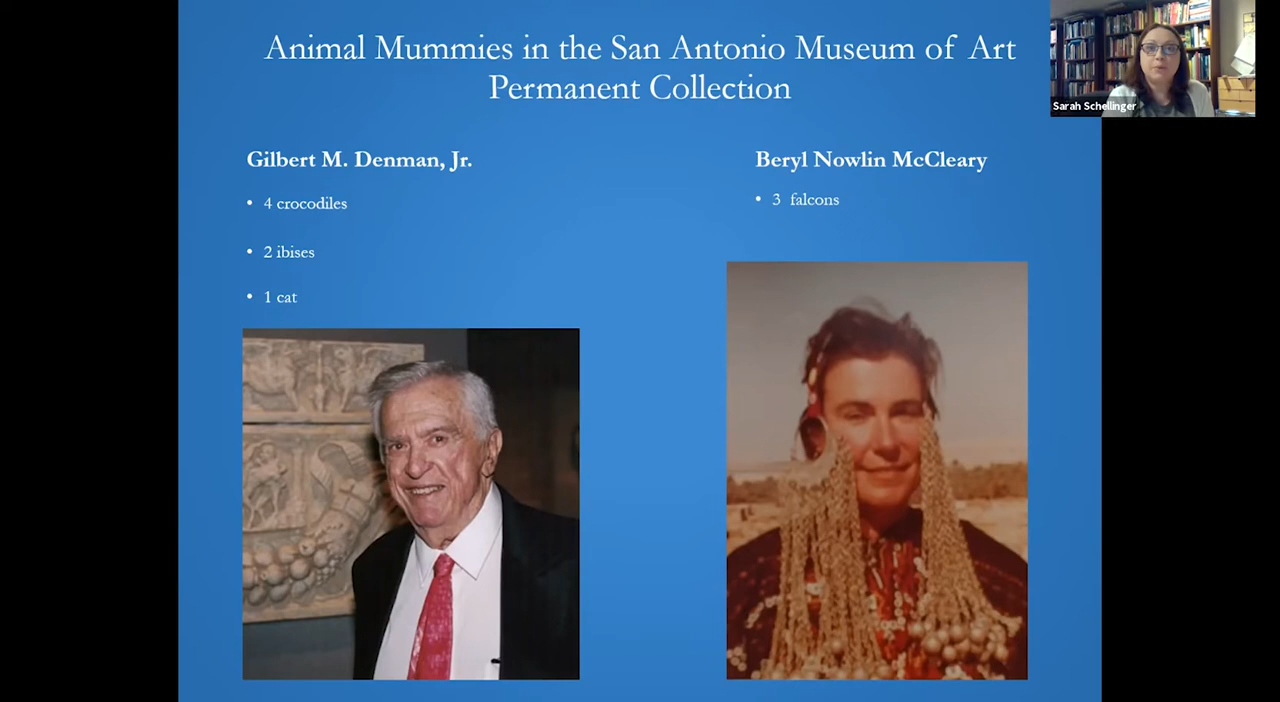 Animal Mummies in the San Antonio Museum of Art
Permanent Collection
Sarah Schellinger
Gilbert M. Denman, Jr.
• 4 crocodiles
• 2 ibises
• 1 cat
Beryl Nowlin McCleary
• 3 falcons